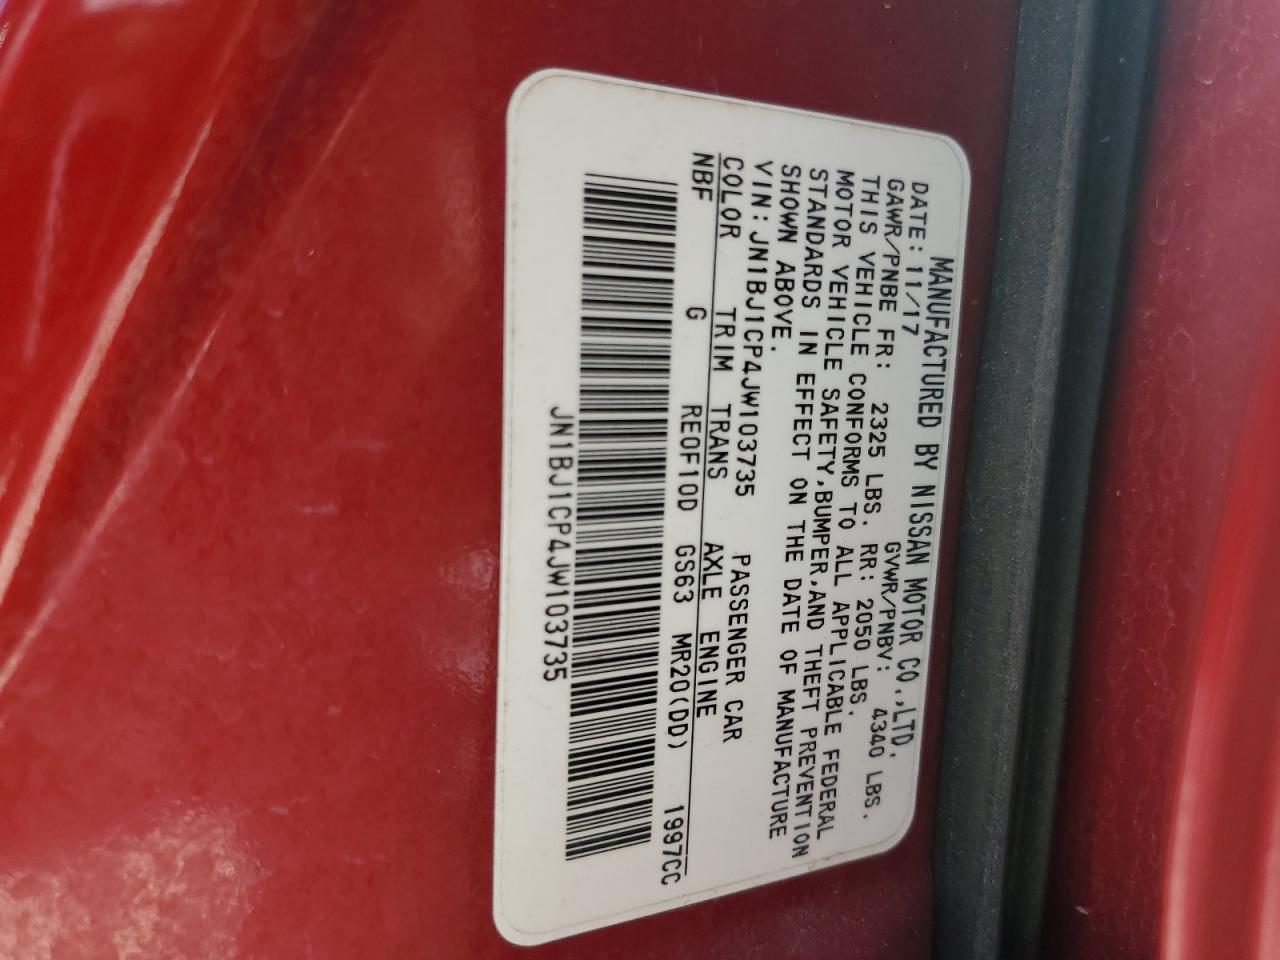 MANUFACTURED BY NISSAN MOTOR CO.,LTD.
DATE:11/17 GVWR/PNBV: 4340 LBS.
GAWR/PNBE FR: 2325 LBS. RR: 2050 LBS.
THIS VEHICLE CONFORMS TO ALL APPLICABLE FEDERAL
MOTOR VEHICLE SAFETY,BUMPER,AND THEFT PREVENTION
STANDARDS IN EFFECT ON THE DATE OF MANUFACTURE
SHOWN ABOVE.
VIN:JN1BJ1CP4JW103735 PASSENGER CAR
COLOR TRIM TRANS AXLE ENGINE
NBF G RE0F10D GS63 MR20(DD) 1997CC
JN1BJ1CP4JW103735